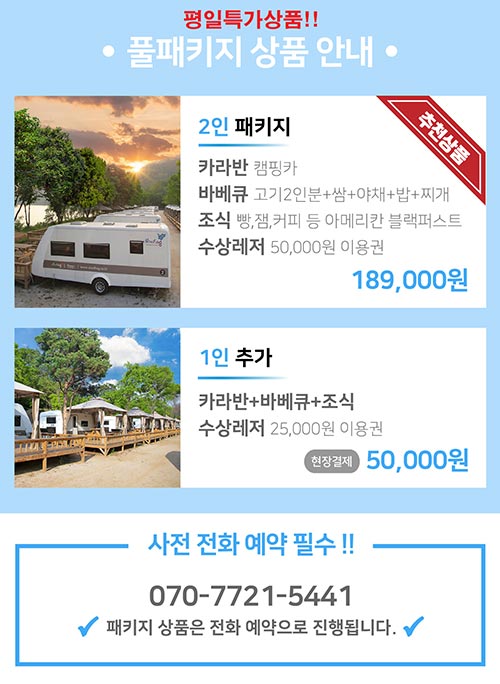 평일특가상품!!
• 풀패키지 상품 안내 •
2인 패키지
추천상품
카라반 캠핑카
바베큐 고기2인분+쌈+야채+밥+찌개
조식 빵,잼,커피 등 아메리칸 블랙퍼스트
수상레저 50,000원 이용권
189,000원
1인 추가
카라반+바베큐+조식
수상레저 25,000원 이용권
현장결제 50,000원
사전 전화 예약 필수 !!
070-7721-5441
✔ 패키지 상품은 전화 예약으로 진행됩니다. ✔